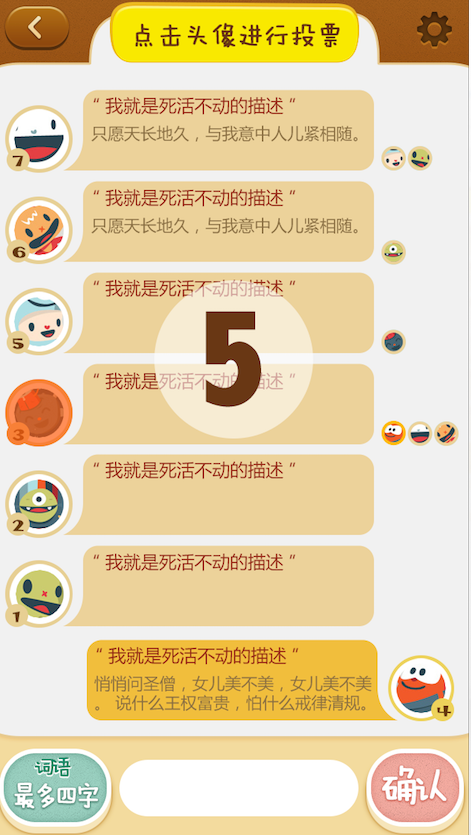 点击头像进行投票
“ 我就是死活不动的描述 ”
只愿天长地久，与我意中人儿紧相随。
7
“ 我就是死活不动的描述 ”
只愿天长地久，与我意中人儿紧相随。
6
“ 我就是死活不动的描述 ”
5
5
“ 我就是死活不动的描述 ”
3
“ 我就是死活不动的描述 ”
2
“ 我就是死活不动的描述 ”
1
“ 我就是死活不动的描述 ”
悄悄问圣僧，女儿美不美，女儿美不美
。 说什么王权富贵，怕什么戒律清规。
4
词语
最多四字
确认